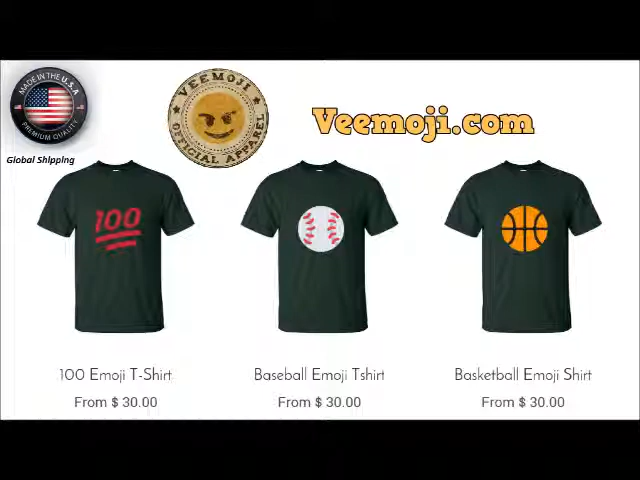 MADE IN THE U.S.A
PREMIUM QUALITY
Global Shipping
VEEMOJI
OFFICIAL APPAREL
Veemoji.com
100
100 Emoji T-Shirt
From $ 30.00
Baseball Emoji Tshirt
From $ 30.00
Basketball Emoji Shirt
From $ 30.00